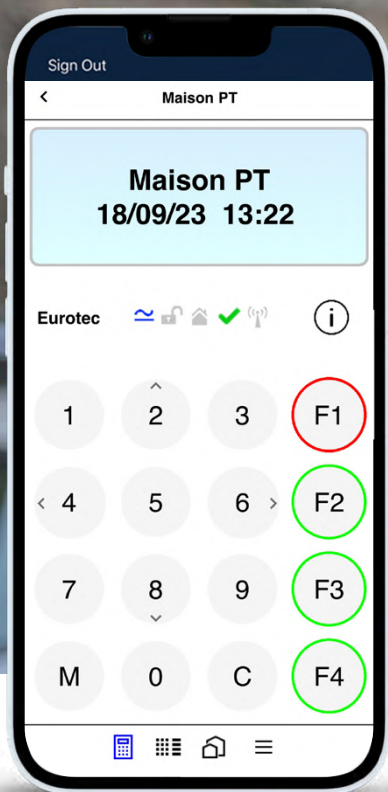 Sign Out
Maison PT
Maison PT
18/09/23 13:22
Eurotec
i
1 2 3 F1
4 5 6 F2
7 8 9 F3
M 0 C F4